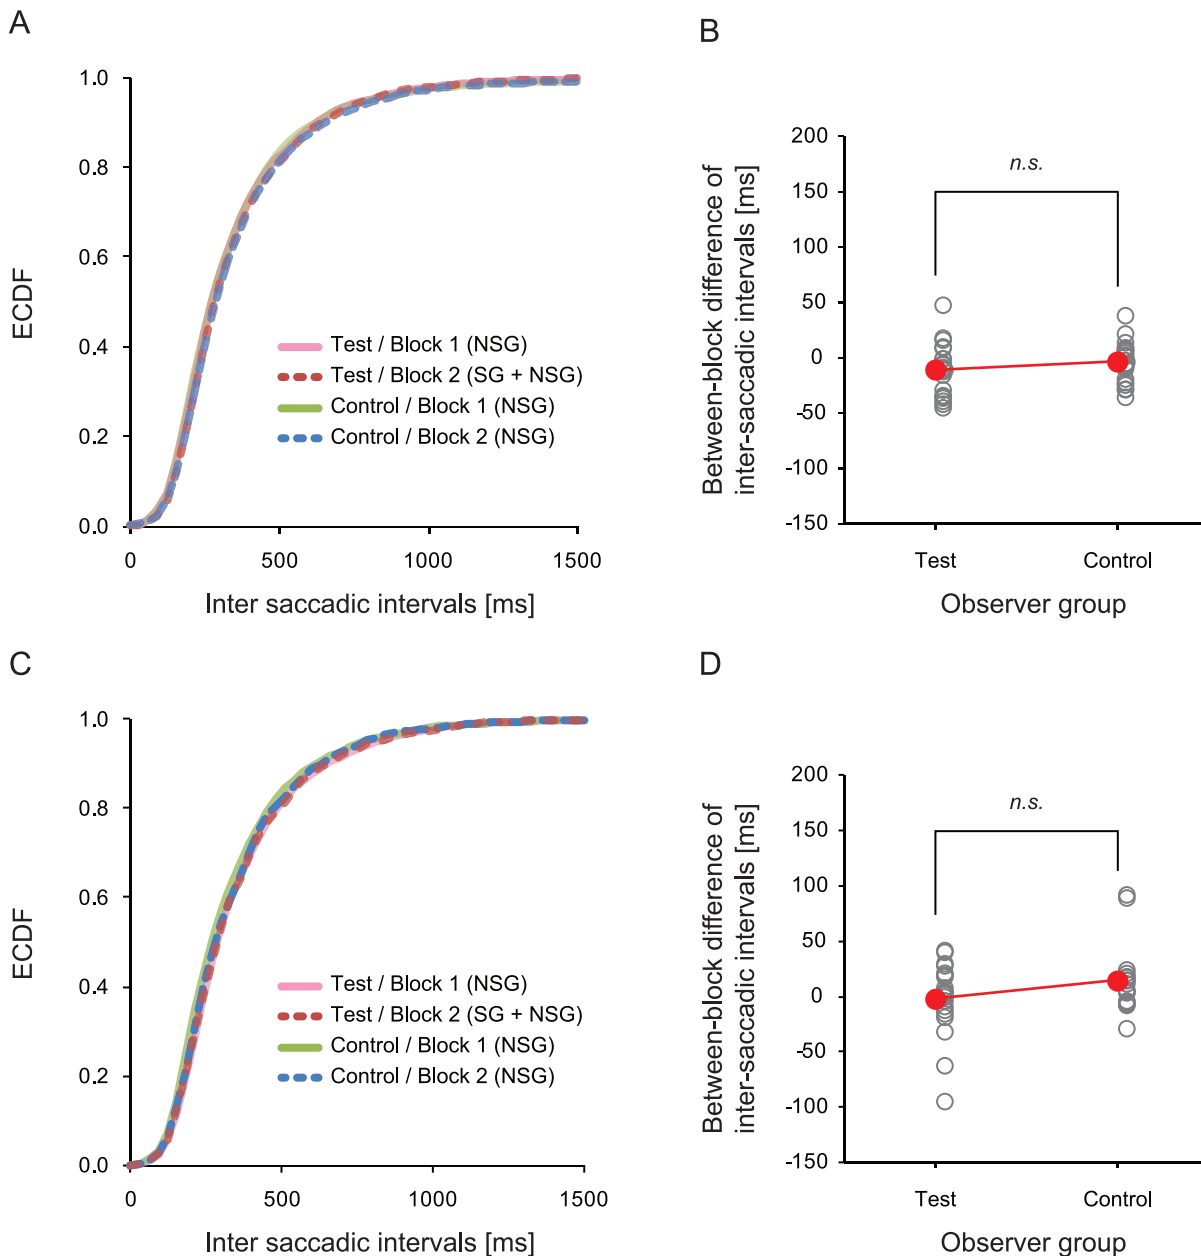 A
ECDF
1.0
0.8
0.6
0.4
0.2
0.0
Test / Block 1 (NSG)
Test / Block 2 (SG + NSG)
Control / Block 1 (NSG)
Control / Block 2 (NSG)
0 500 1000 1500
Inter saccadic intervals [ms]
B
Between-block difference of
inter-saccadic intervals [ms]
200
150
100
50
0
-50
-100
-150
n.s.
Test Control
Observer group
C
ECDF
1.0
0.8
0.6
0.4
0.2
0.0
Test / Block 1 (NSG)
Test / Block 2 (SG + NSG)
Control / Block 1 (NSG)
Control / Block 2 (NSG)
0 500 1000 1500
Inter saccadic intervals [ms]
D
Between-block difference of
inter-saccadic intervals [ms]
200
150
100
50
0
-50
-100
-150
n.s.
Test Control
Observer group